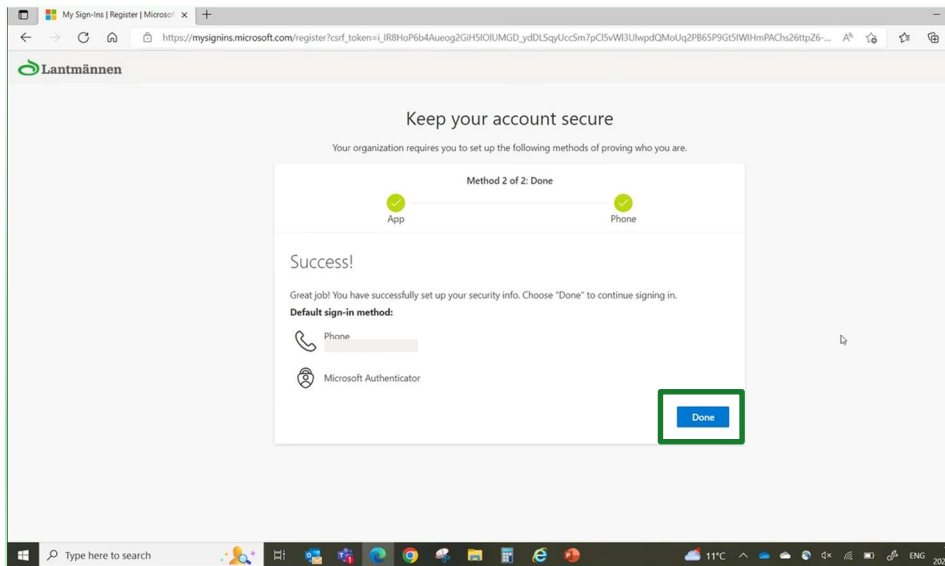 My Sign-Ins | Register | Microsof
https://mysignins.microsoft.com/register?csrf_token=i_IR8HoP6b4Aueog2GiH5IOIUMGD_ydDLSqyUccSm7pCl5vWl3UlwpdQMoUq2PB65P9Gt5IWIHmPAChs26ttpZ6-...
Lantmännen
Keep your account secure
Your organization requires you to set up the following methods of proving who you are.
Method 2 of 2: Done
App
Phone
Success!
Great job! You have successfully set up your security info. Choose "Done" to continue signing in.
Default sign-in method:
Phone
Microsoft Authenticator
Done
Type here to search
11°C
ENG
202